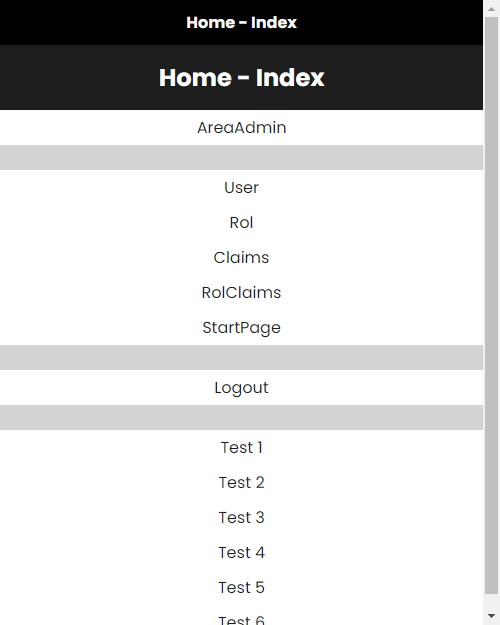 Home - Index
Home - Index
AreaAdmin
User
Rol
Claims
RolClaims
StartPage
Logout
Test 1
Test 2
Test 3
Test 4
Test 5
Test 6